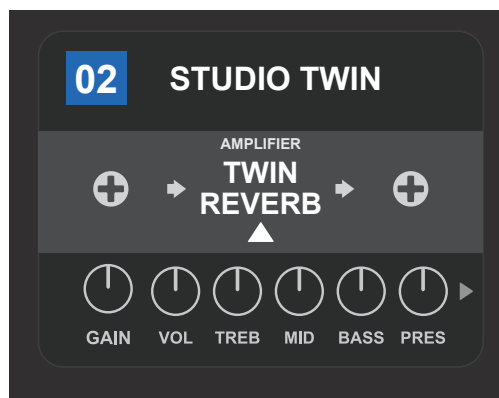 02 STUDIO TWIN
AMPLIFIER
TWIN
REVERB
GAIN VOL TREB MID BASS PRES